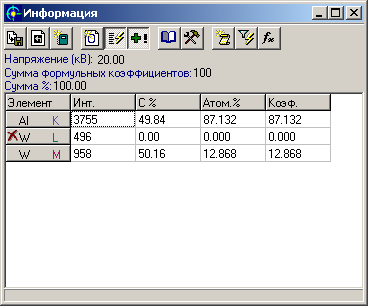 Информация
Напряжение (кВ): 20.00
Сумма формульных коэффициентов: 100
Сумма %: 100.00
Элемент Инт. C % Атом.% Коэф.
Al K 3755 49.84 87.132 87.132
W L 496 0.00 0.000 0.000
W M 958 50.16 12.868 12.868